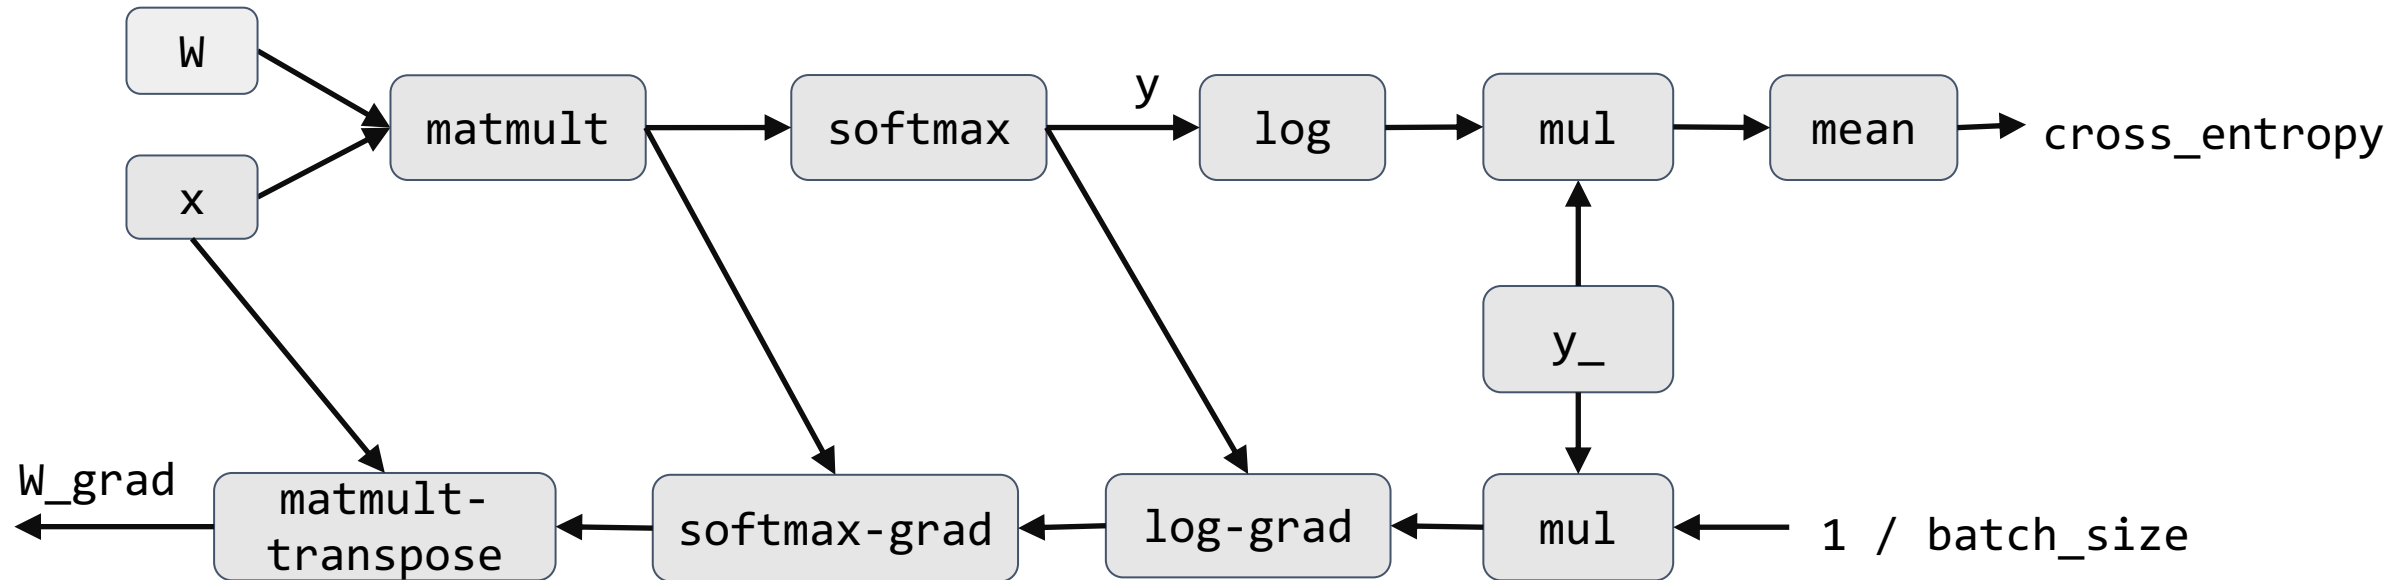 W
x
matmult
softmax
y
log
mul
mean
cross_entropy
y_
W_grad
matmult-
transpose
softmax-grad
log-grad
mul
1 / batch_size